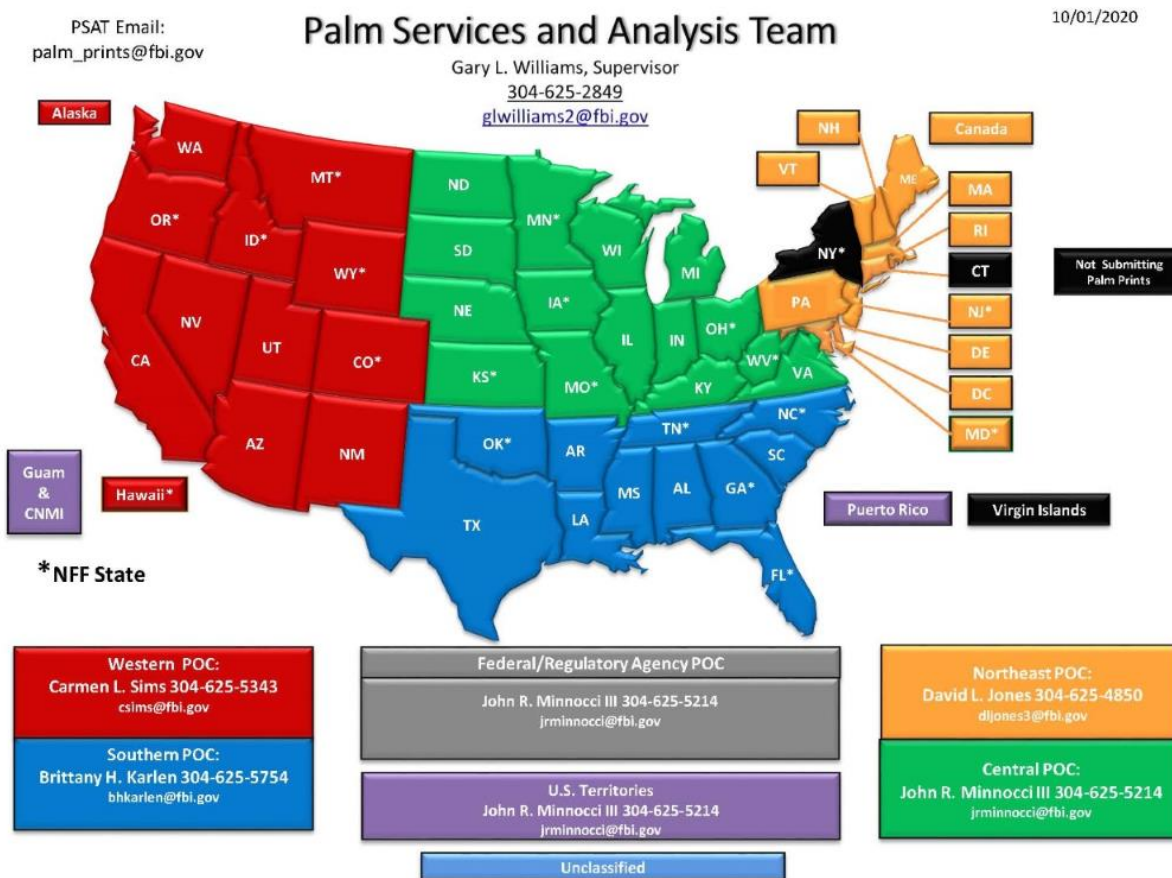 PSAT Email:
palm_prints@fbi.gov
Palm Services and Analysis Team
10/01/2020
Gary L. Williams, Supervisor
304-625-2849
glwilliams2@fbi.gov
Alaska
NH
Canada
VT
WA
MT*
ND
MN*
ME
MA
OR*
ID*
SD
WI
RI
WY*
MI
NY*
CT
Not Submitting
Palm Prints
NV
NE
IA*
PA
NJ*
CA
UT
CO*
IL
IN
OH*
DE
KS*
MO*
KY
WV*
VA
DC
NC*
MD*
AZ
NM
OK*
AR
TN*
SC
Guam
&
CNMI
Hawaii*
TX
LA
MS
AL
GA*
Puerto Rico
Virgin Islands
*NFF State
FL*
Western POC:
Carmen L. Sims 304-625-5343
csims@fbi.gov
Southern POC:
Brittany H. Karlen 304-625-5754
bhkarlen@fbi.gov
Federal/Regulatory Agency POC
John R. Minnocci III 304-625-5214
jrminnocci@fbi.gov
U.S. Territories
John R. Minnocci III 304-625-5214
jrminnocci@fbi.gov
Northeast POC:
David L. Jones 304-625-4850
dljones3@fbi.gov
Central POC:
John R. Minnocci III 304-625-5214
jrminnocci@fbi.gov
Unclassified